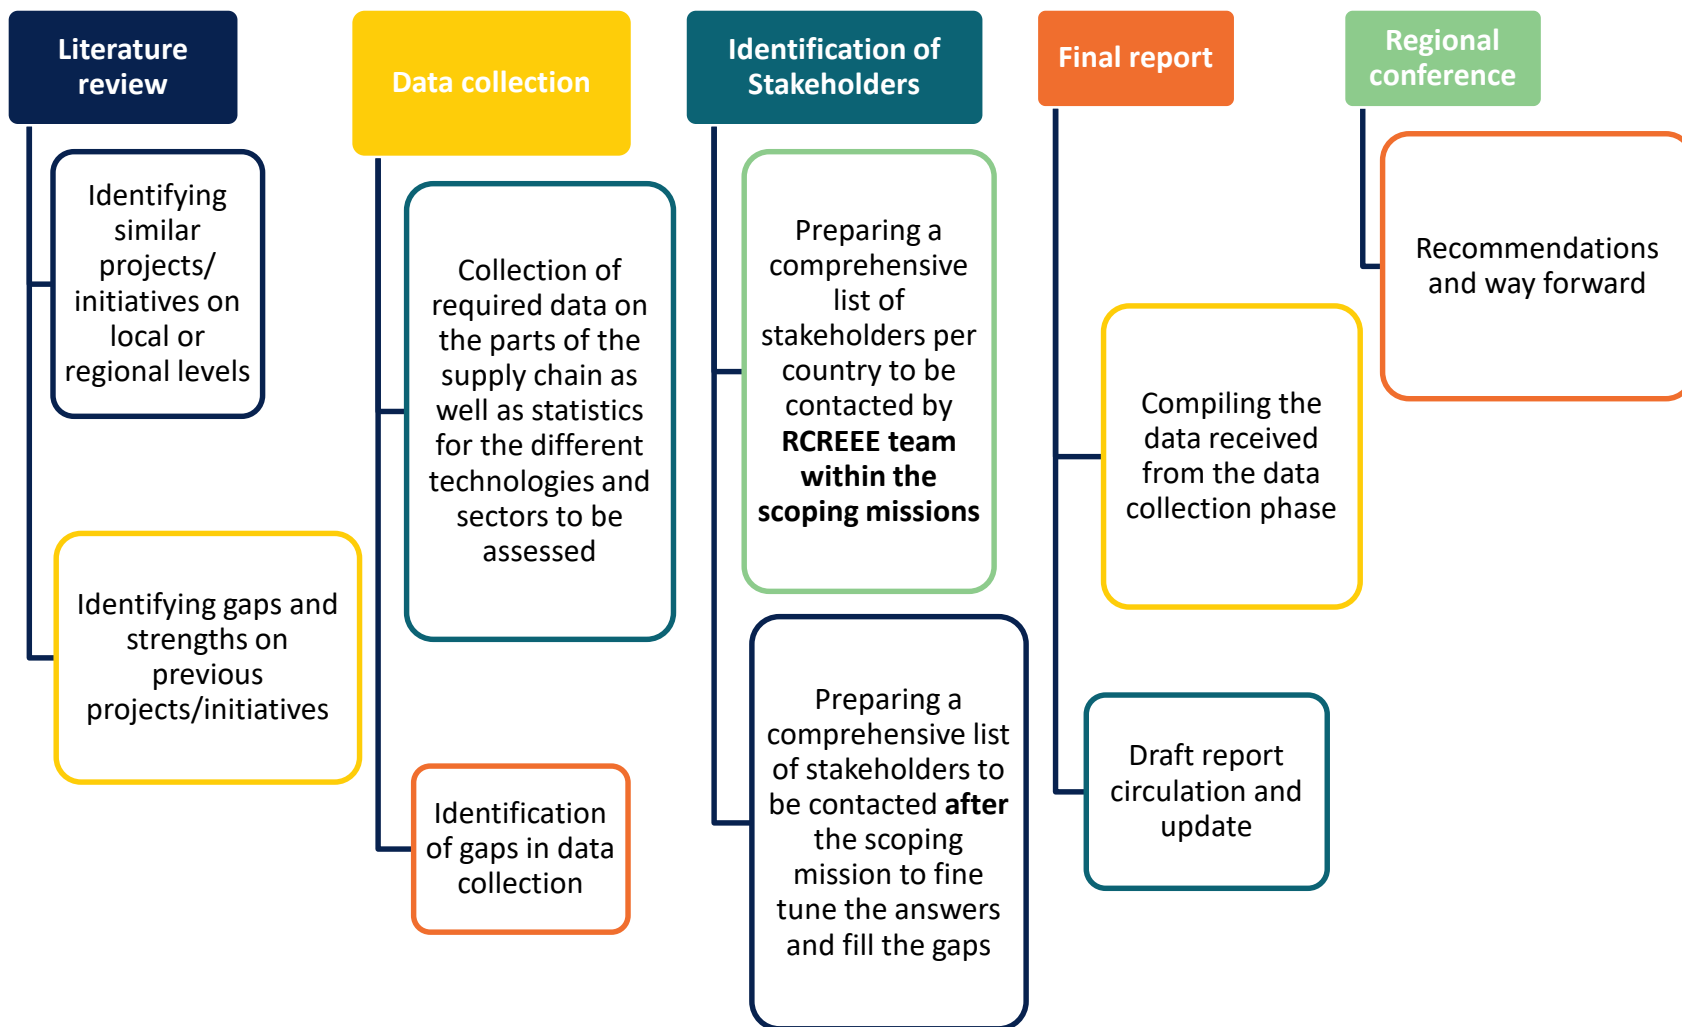 Literature
review
Identifying
similar
projects/
initiatives on
local or
regional levels
Identifying gaps and
strengths on
previous
projects/initiatives
Data collection
Collection of
required data on
the parts of the
supply chain as
well as statistics
for the different
technologies and
sectors to be
assessed
Identification
of gaps in data
collection
Identification of
Stakeholders
Preparing a
comprehensive
list of
stakeholders per
country to be
contacted by
RCREEE team
within the
scoping missions
Preparing a
comprehensive list
of stakeholders to
be contacted after
the scoping
mission to fine
tune the answers
and fill the gaps
Final report
Compiling the
data received
from the data
collection phase
Draft report
circulation and
update
Regional
conference
Recommendations
and way forward